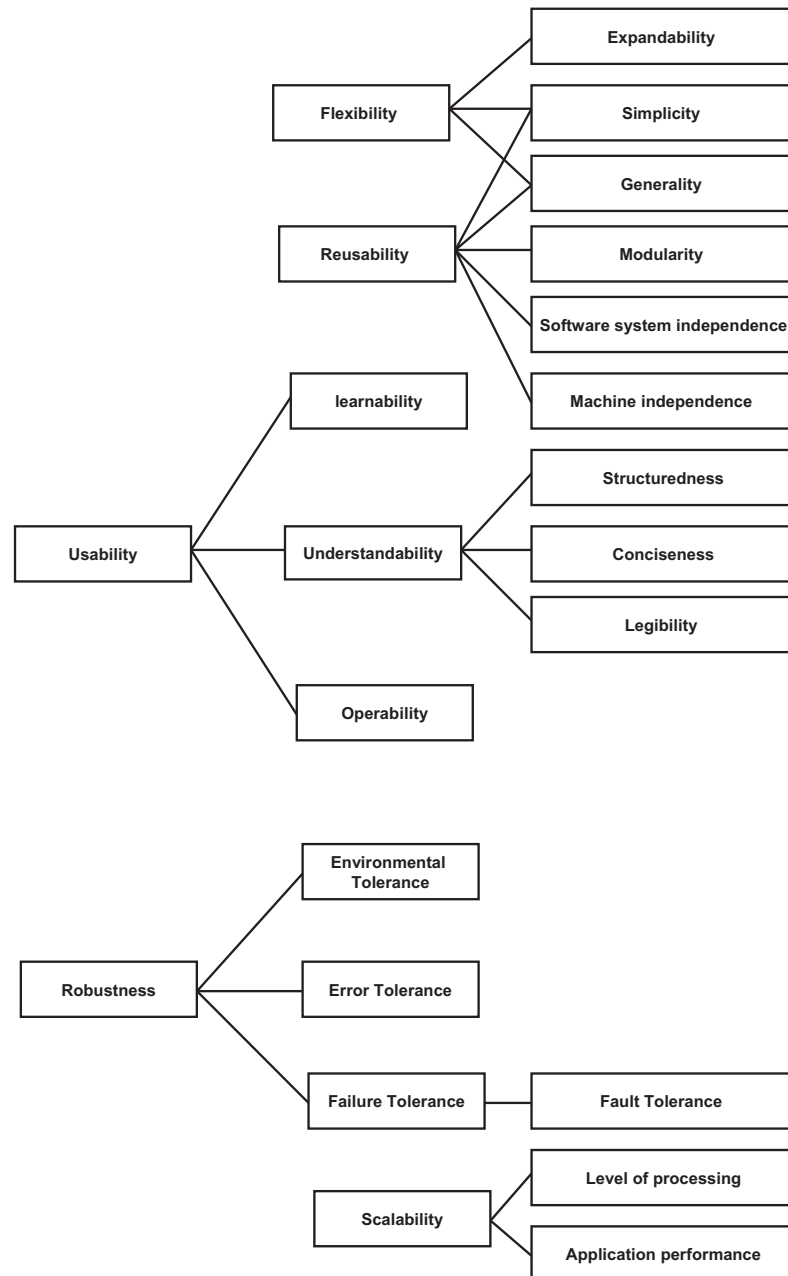 Expandability
Flexibility
Simplicity
Generality
Reusability
Modularity
Software system independence
learnability
Machine independence
Structuredness
Usability
Understandability
Conciseness
Legibility
Operability
Environmental
Tolerance
Robustness
Error Tolerance
Failure Tolerance
Fault Tolerance
Level of processing
Scalability
Application performance